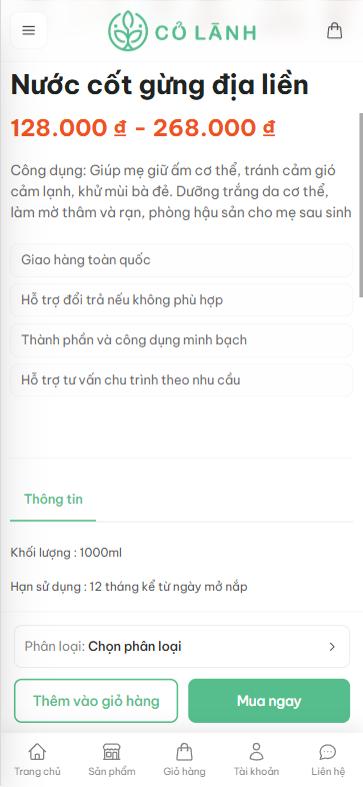 CỎ LÃNH
Nước cốt gừng địa liền
128.000 ₫ - 268.000 ₫
Công dụng: Giúp mẹ giữ ấm cơ thể, tránh cảm gió
cảm lạnh, khử mùi bà đẻ. Dưỡng trắng da cơ thể,
làm mờ thâm và rạn, phòng hậu sản cho mẹ sau sinh
Giao hàng toàn quốc
Hỗ trợ đổi trả nếu không phù hợp
Thành phần và công dụng minh bạch
Hỗ trợ tư vấn chu trình theo nhu cầu
Thông tin
Khối lượng : 1000ml
Hạn sử dụng : 12 tháng kể từ ngày mở nắp
Phân loại: Chọn phân loại
Thêm vào giỏ hàng
Mua ngay
Trang chủ Sản phẩm Giỏ hàng Tài khoản Liên hệ